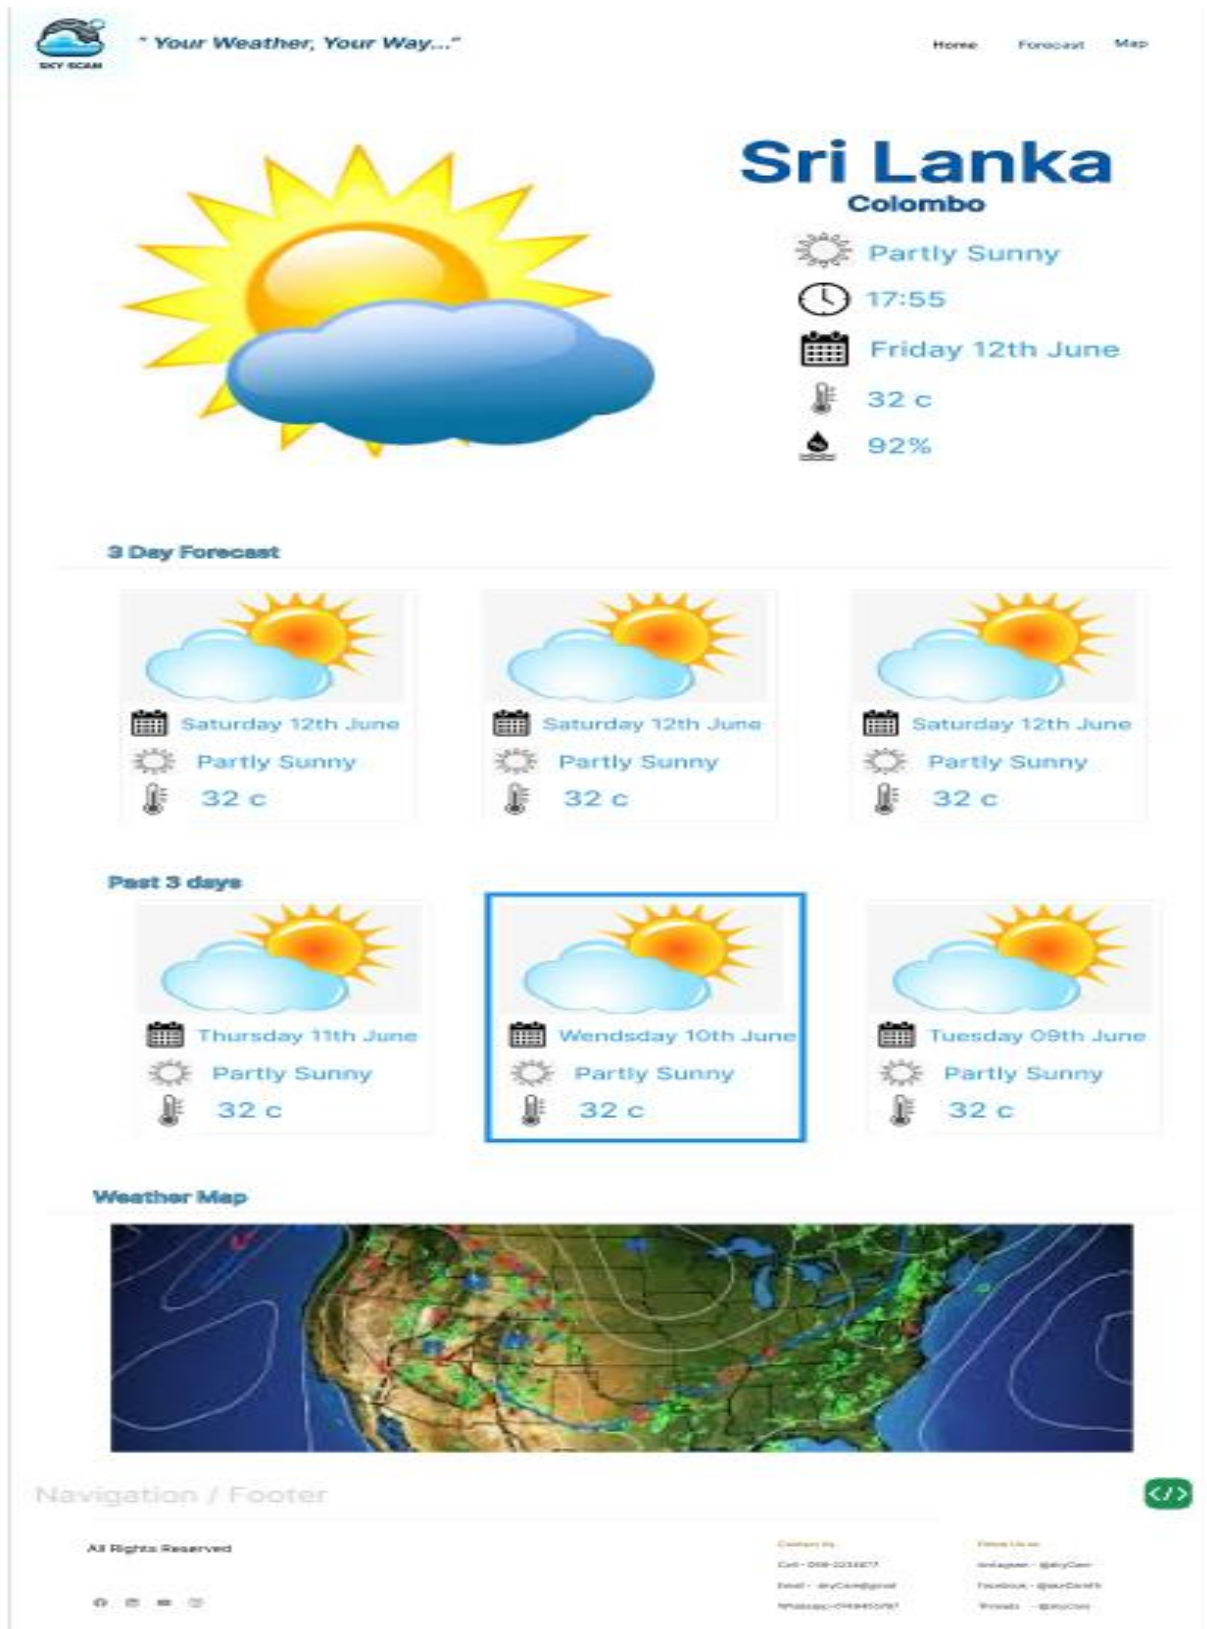 SKY SCAM
" Your Weather, Your Way..."
Home Forecast Map
Sri Lanka
Colombo
Partly Sunny
17:55
Friday 12th June
32 c
92%
3 Day Forecast
Saturday 12th June
Partly Sunny
32 c
Saturday 12th June
Partly Sunny
32 c
Saturday 12th June
Partly Sunny
32 c
Past 3 days
Thursday 11th June
Partly Sunny
32 c
Wendsday 10th June
Partly Sunny
32 c
Tuesday 09th June
Partly Sunny
32 c
Weather Map
Navigation / Footer
</>
All Rights Reserved
Contact Us